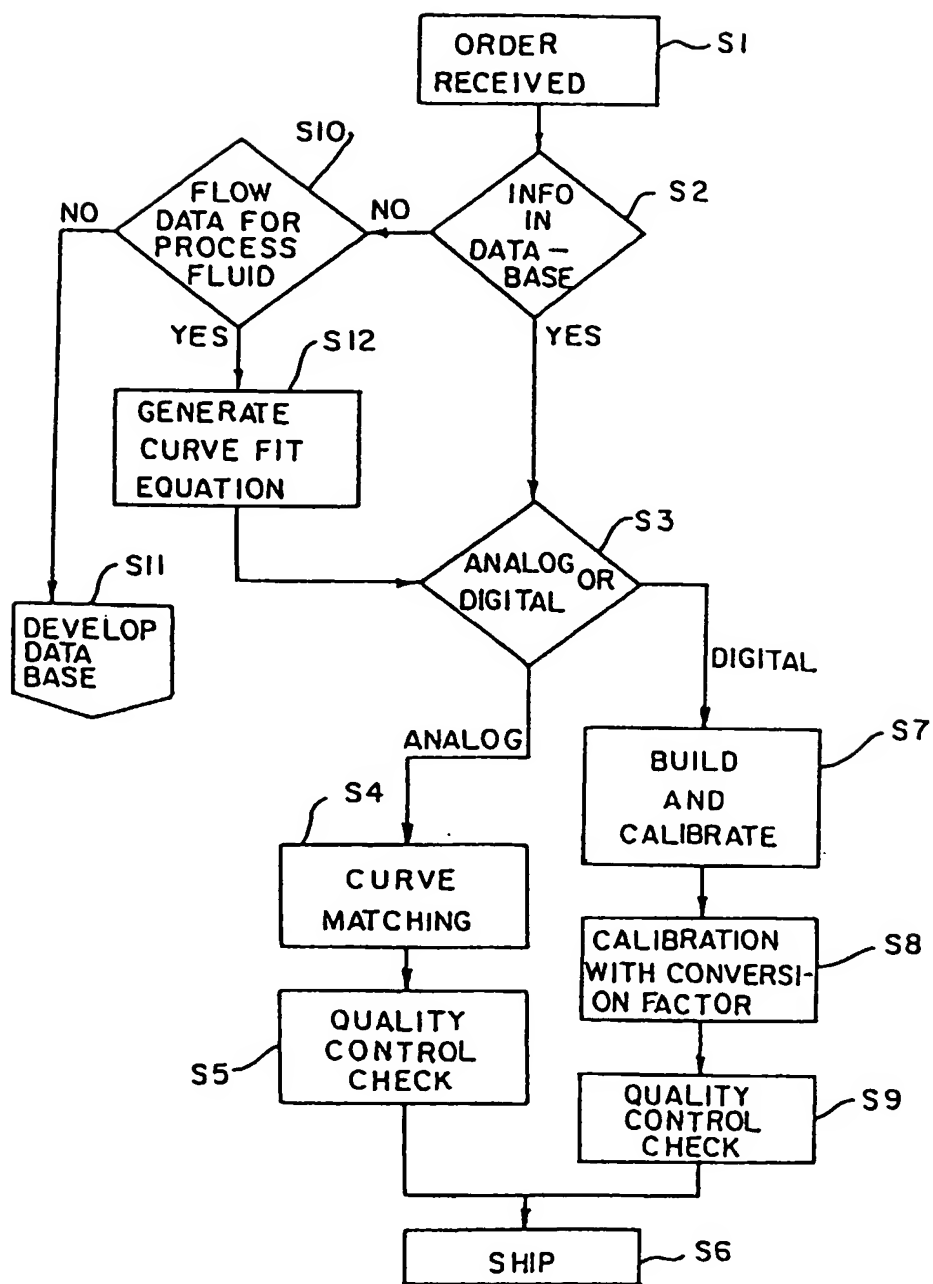 ORDER
RECEIVED
S1
S10
FLOW
DATA FOR
PROCESS
FLUID
NO
NO
INFO
IN
DATA-
BASE
S2
YES
YES
S12
GENERATE
CURVE FIT
EQUATION
S3
ANALOG
OR
DIGITAL
S11
DEVELOP
DATA
BASE
DIGITAL
ANALOG
S7
BUILD
AND
CALIBRATE
S4
CURVE
MATCHING
S8
CALIBRATION
WITH CONVERSI-
ON FACTOR
S5
QUALITY
CONTROL
CHECK
S9
QUALITY
CONTROL
CHECK
SHIP
S6